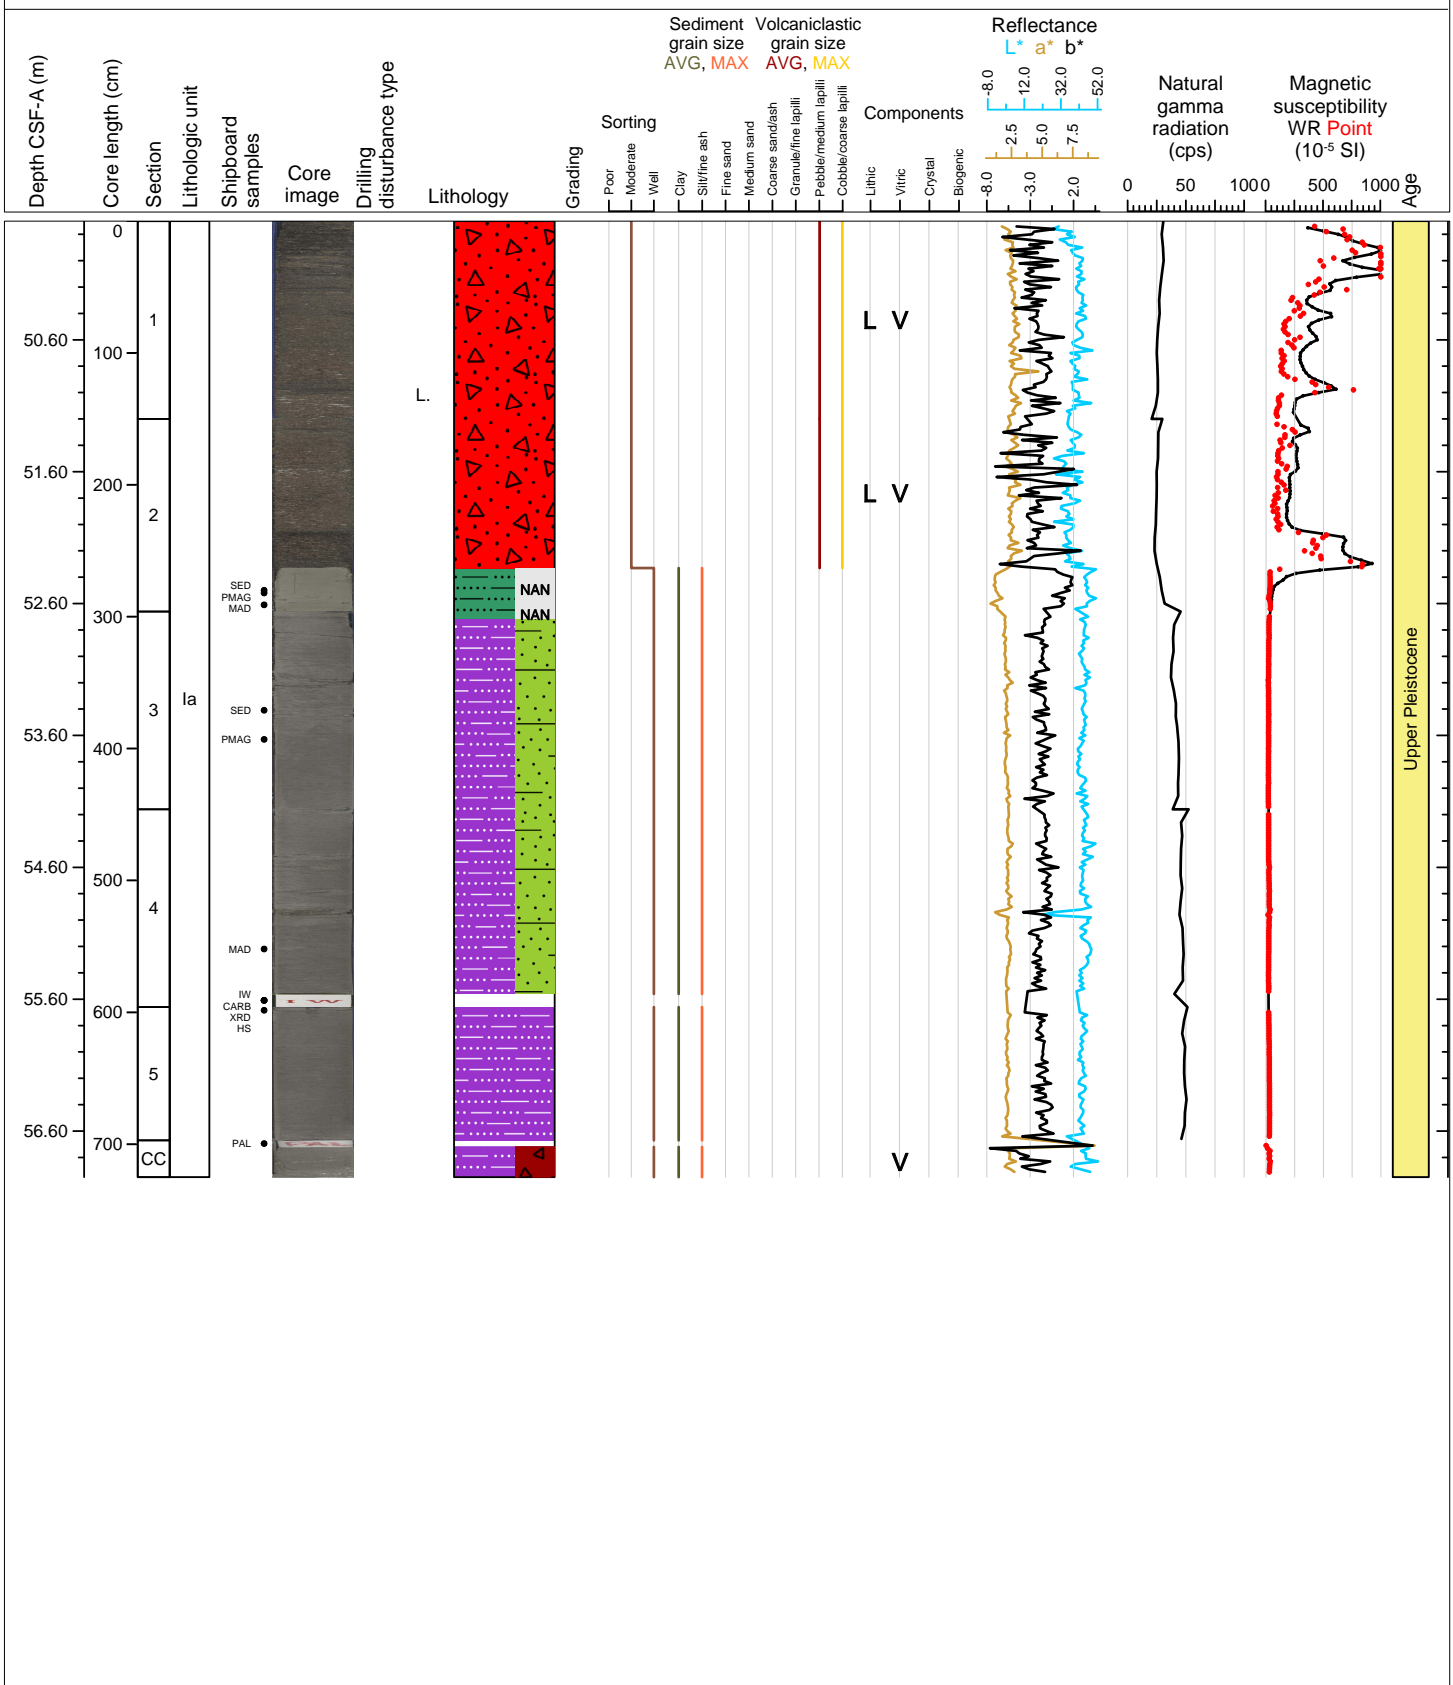 Depth CSF-A (m)
Core length (cm)
Section
Lithologic unit
Shipboard
samples
Core
image
Drilling
disturbance type
Lithology
Grading
Sorting
Poor
Moderate
Well
Sediment
grain size
AVG, MAX
Volcaniclastic
grain size
AVG, MAX
Clay
Silt/fine ash
Fine sand
Medium sand
Coarse sand/ash
Granule/fine lapilli
Pebble/medium lapilli
Cobble/coarse lapilli
Components
Lithic
Vitric
Crystal
Biogenic
Reflectance
L* a* b*
-8.0 12.0 32.0 52.0
2.5 5.0 7.5
-8.0 -3.0 2.0
Natural
gamma
radiation
(cps)
0 50 100
Magnetic
susceptibility
WR Point
(10-5 SI)
0 0 500 1000
Age
0
1
L V
50.60
100
L.
51.60
200
L V
2
SED
PMAG
MAD
NAN
NAN
52.60
300
Ia
3
SED
PMAG
53.60
400
Upper Pleistocene
54.60
500
4
MAD
IW
CARB
XRD
HS
I W
55.60
600
5
56.60
700
PAL
PAL
CC
V